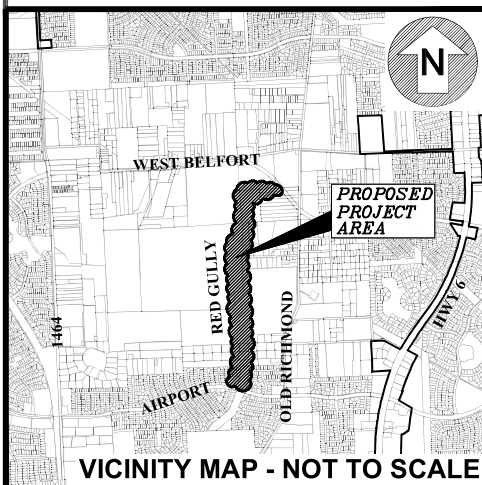 N
WEST BELFORT
PROPOSED
PROJECT
AREA
RED GULLY
HWY 6
OLD RICHMOND
1464
AIRPORT
VICINITY MAP - NOT TO SCALE